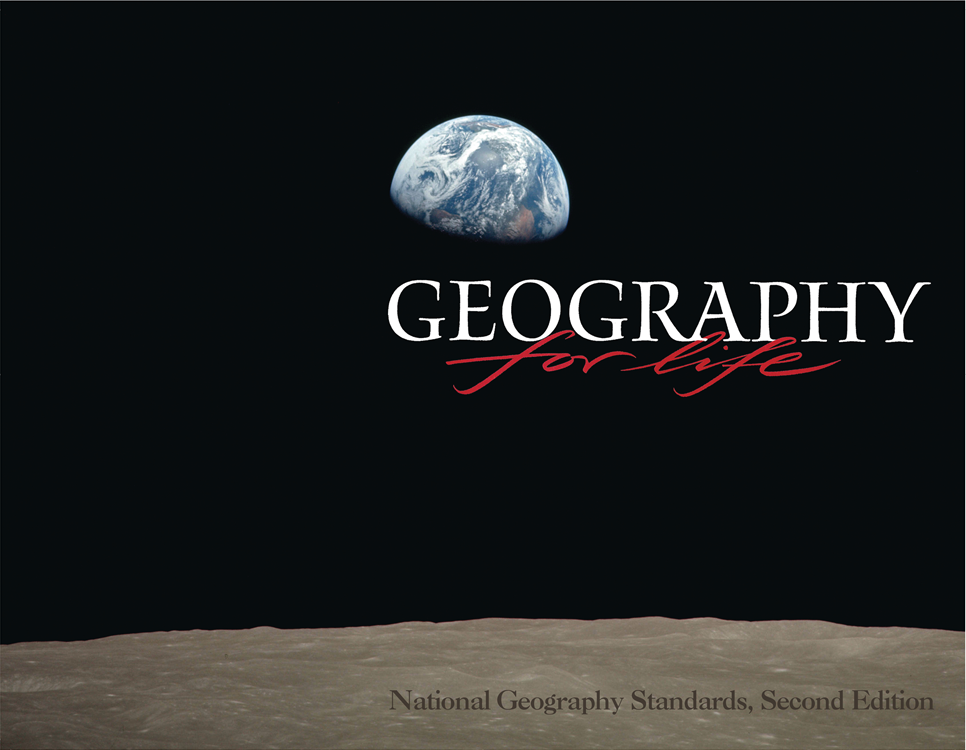 GEOGRAPHY
for life
National Geography Standards, Second Edition